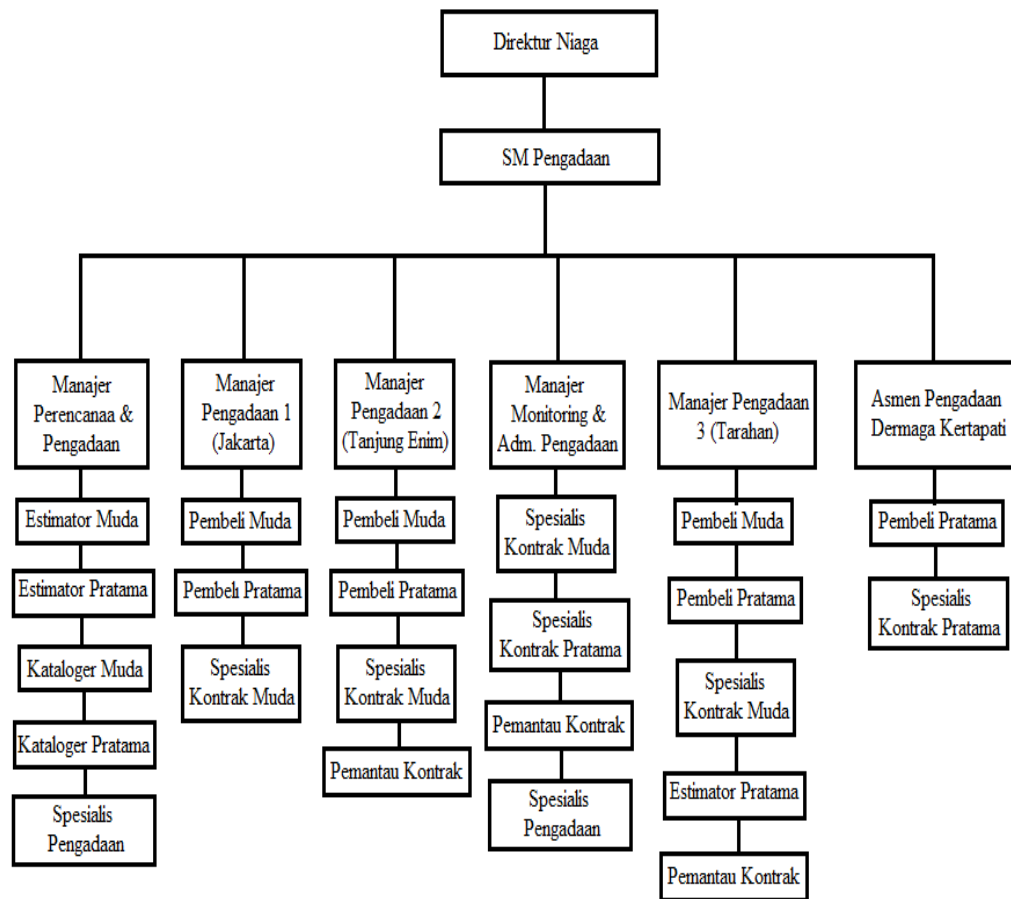 Direktur Niaga
SM Pengadaan
Manajer
Perencanaa &
Pengadaan
Estimator Muda
Estimator Pratama
Kataloger Muda
Kataloger Pratama
Spesialis
Pengadaan
Manajer
Pengadaan 1
(Jakarta)
Pembeli Muda
Pembeli Pratama
Spesialis
Kontrak Muda
Manajer
Pengadaan 2
(Tanjung Enim)
Pembeli Muda
Pembeli Pratama
Spesialis
Kontrak Muda
Pemantau Kontrak
Manajer
Monitoring &
Adm. Pengadaan
Spesialis
Kontrak Muda
Spesialis
Kontrak Pratama
Pemantau Kontrak
Spesialis
Pengadaan
Manajer Pengadaan
3 (Tarahan)
Pembeli Muda
Pembeli Pratama
Spesialis
Kontrak Muda
Estimator Pratama
Pemantau Kontrak
Asmen Pengadaan
Dermaga Kertapati
Pembeli Pratama
Spesialis
Kontrak Pratama